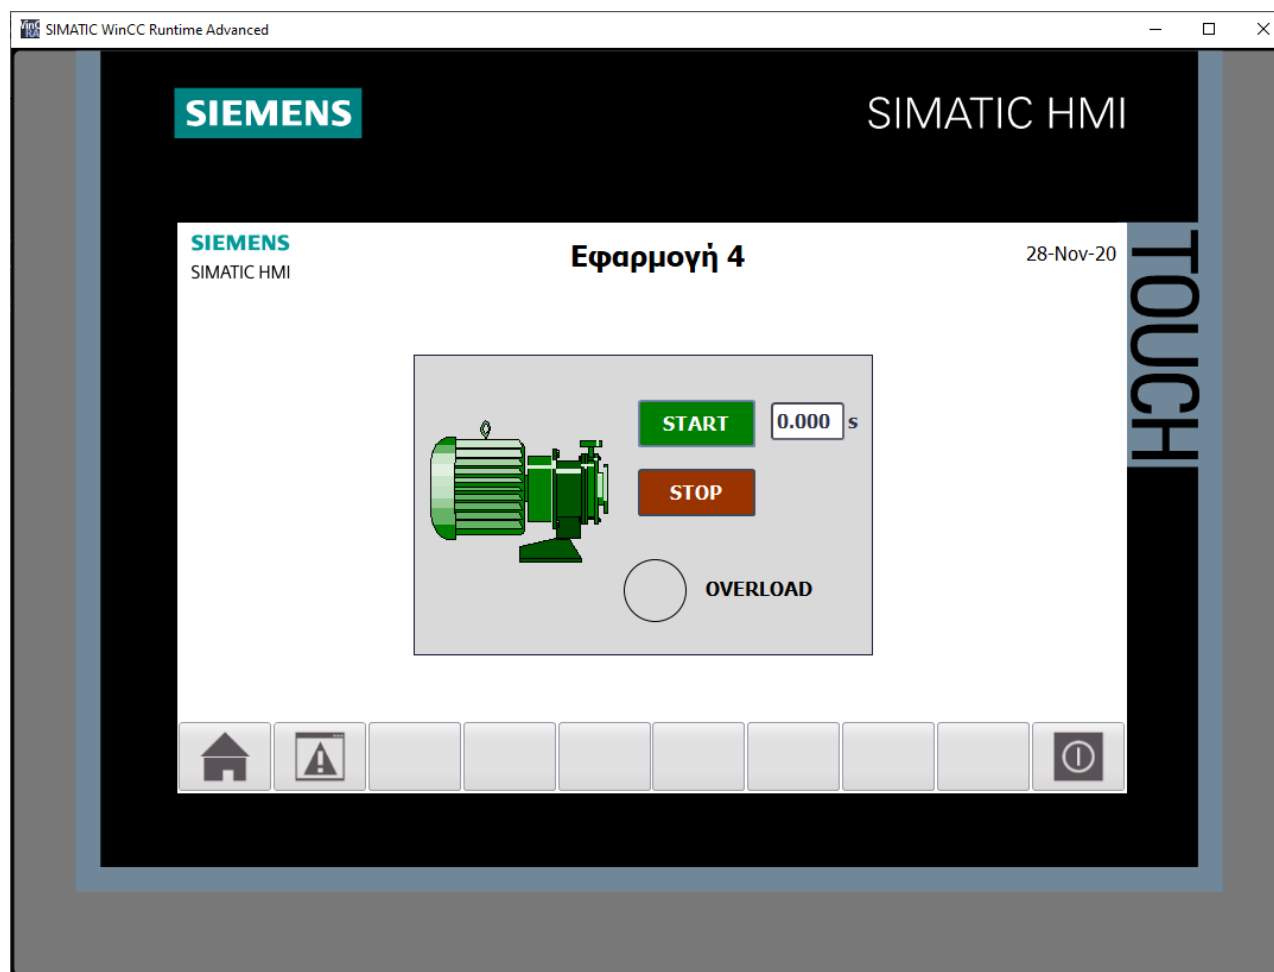 SIMATIC WinCC Runtime Advanced
SIEMENS
SIMATIC HMI
TOUCH
SIEMENS
SIMATIC HMI
Εφαρμογή 4
28-Nov-20
START
0.000 s
STOP
OVERLOAD